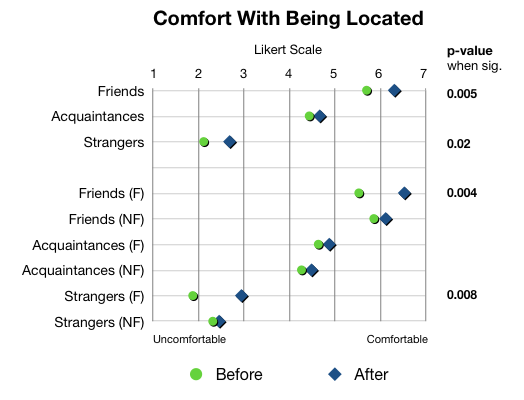 Comfort With Being Located
Likert Scale
p-value
when sig.
1 2 3 4 5 6 7
Friends 0.005
Acquaintances
Strangers 0.02
Friends (F) 0.004
Friends (NF)
Acquaintances (F)
Acquaintances (NF)
Strangers (F) 0.008
Strangers (NF)
Uncomfortable Comfortable
Before After